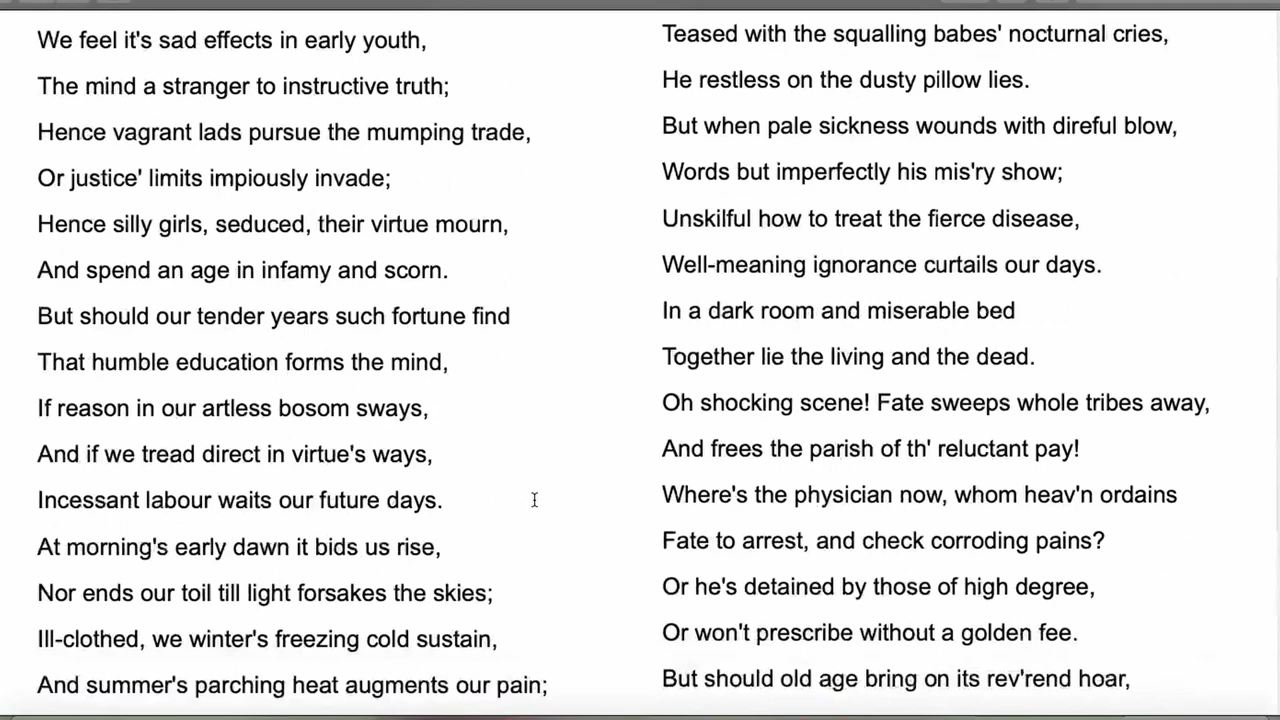 We feel it's sad effects in early youth,
The mind a stranger to instructive truth;
Hence vagrant lads pursue the mumping trade,
Or justice' limits impiously invade;
Hence silly girls, seduced, their virtue mourn,
And spend an age in infamy and scorn.
But should our tender years such fortune find
That humble education forms the mind,
If reason in our artless bosom sways,
And if we tread direct in virtue's ways,
Incessant labour waits our future days.
At morning's early dawn it bids us rise,
Nor ends our toil till light forsakes the skies;
Ill-clothed, we winter's freezing cold sustain,
And summer's parching heat augments our pain;
Teased with the squalling babes' nocturnal cries,
He restless on the dusty pillow lies.
But when pale sickness wounds with direful blow,
Words but imperfectly his mis'ry show;
Unskilful how to treat the fierce disease,
Well-meaning ignorance curtails our days.
In a dark room and miserable bed
Together lie the living and the dead.
Oh shocking scene! Fate sweeps whole tribes away,
And frees the parish of th' reluctant pay!
Where's the physician now, whom heav'n ordains
Fate to arrest, and check corroding pains?
Or he's detained by those of high degree,
Or won't prescribe without a golden fee.
But should old age bring on its rev'rend hoar,